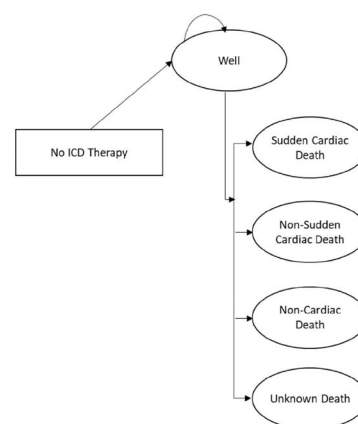 Well
No ICD Therapy
Sudden Cardiac
Death
Non-Sudden
Cardiac Death
Non-Cardiac
Death
Unknown Death